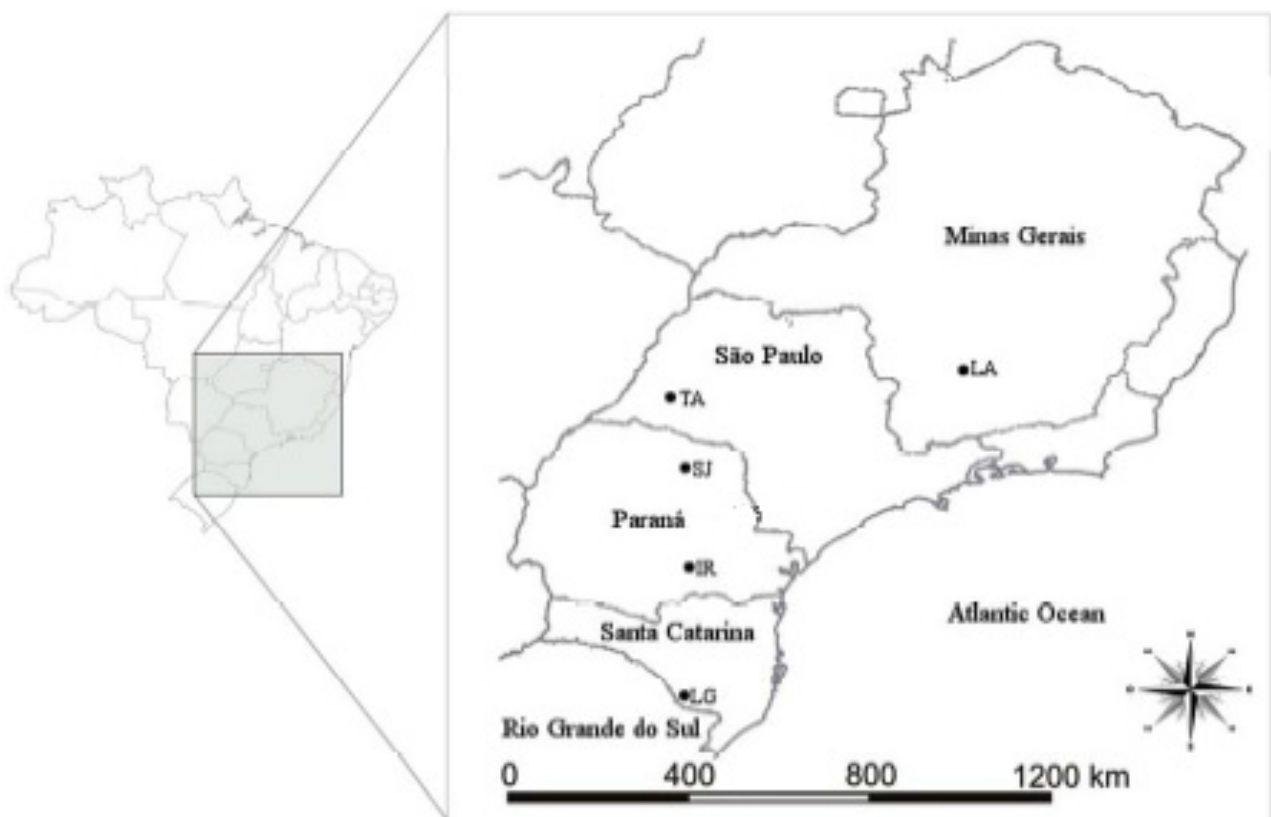 Minas Gerais
São Paulo
LA
TA
SJ
Paraná
IR
Atlantic Ocean
Santa Catarina
LG
Rio Grande do Sul
0 400 800 1200 km